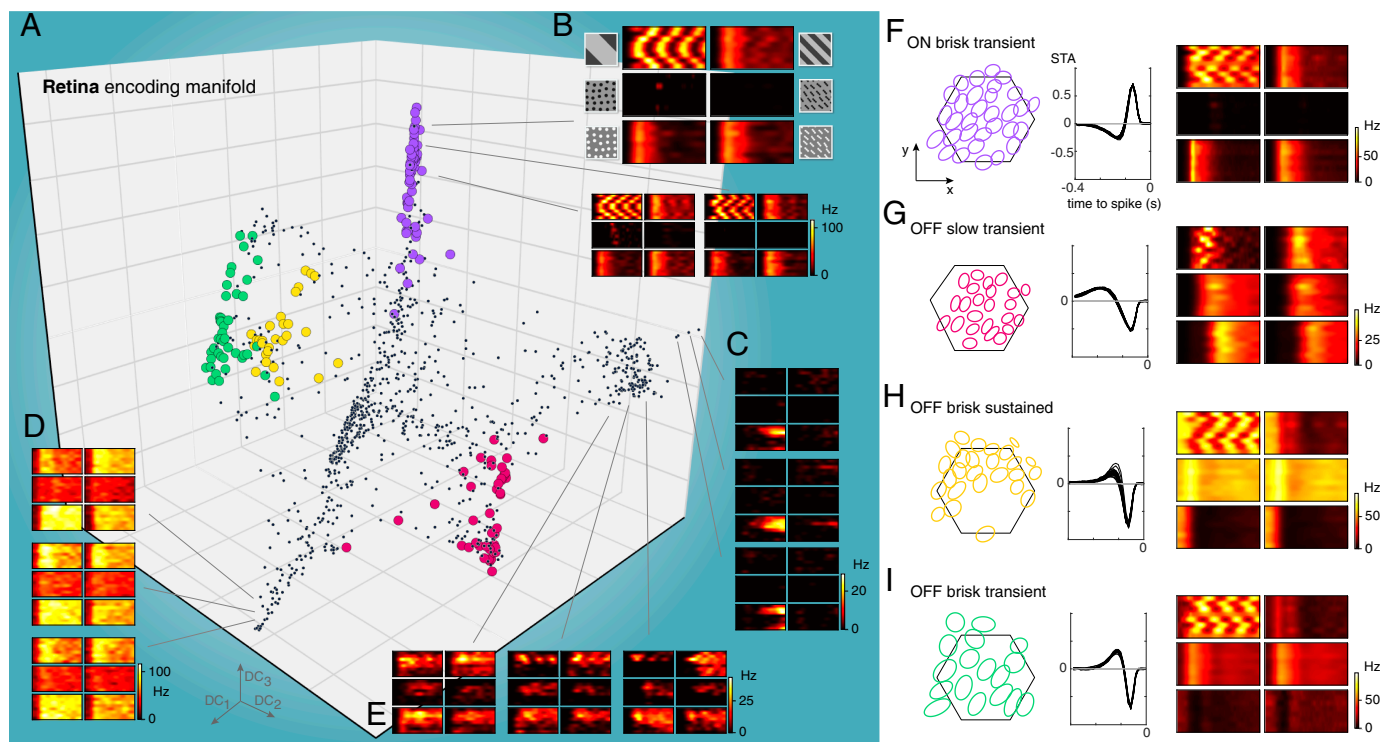 A
Retina encoding manifold
B
Hz
100
0
C
Hz
20
0
D
100
Hz
0
DC3
DC1
DC2
E
Hz
25
0
F
ON brisk transient
STA
0.5
0
-0.5
-0.4
0
time to spike (s)
y
x
Hz
50
0
G
OFF slow transient
0
0
Hz
25
0
H
OFF brisk sustained
0
0
Hz
50
0
I
OFF brisk transient
0
0
Hz
50
0